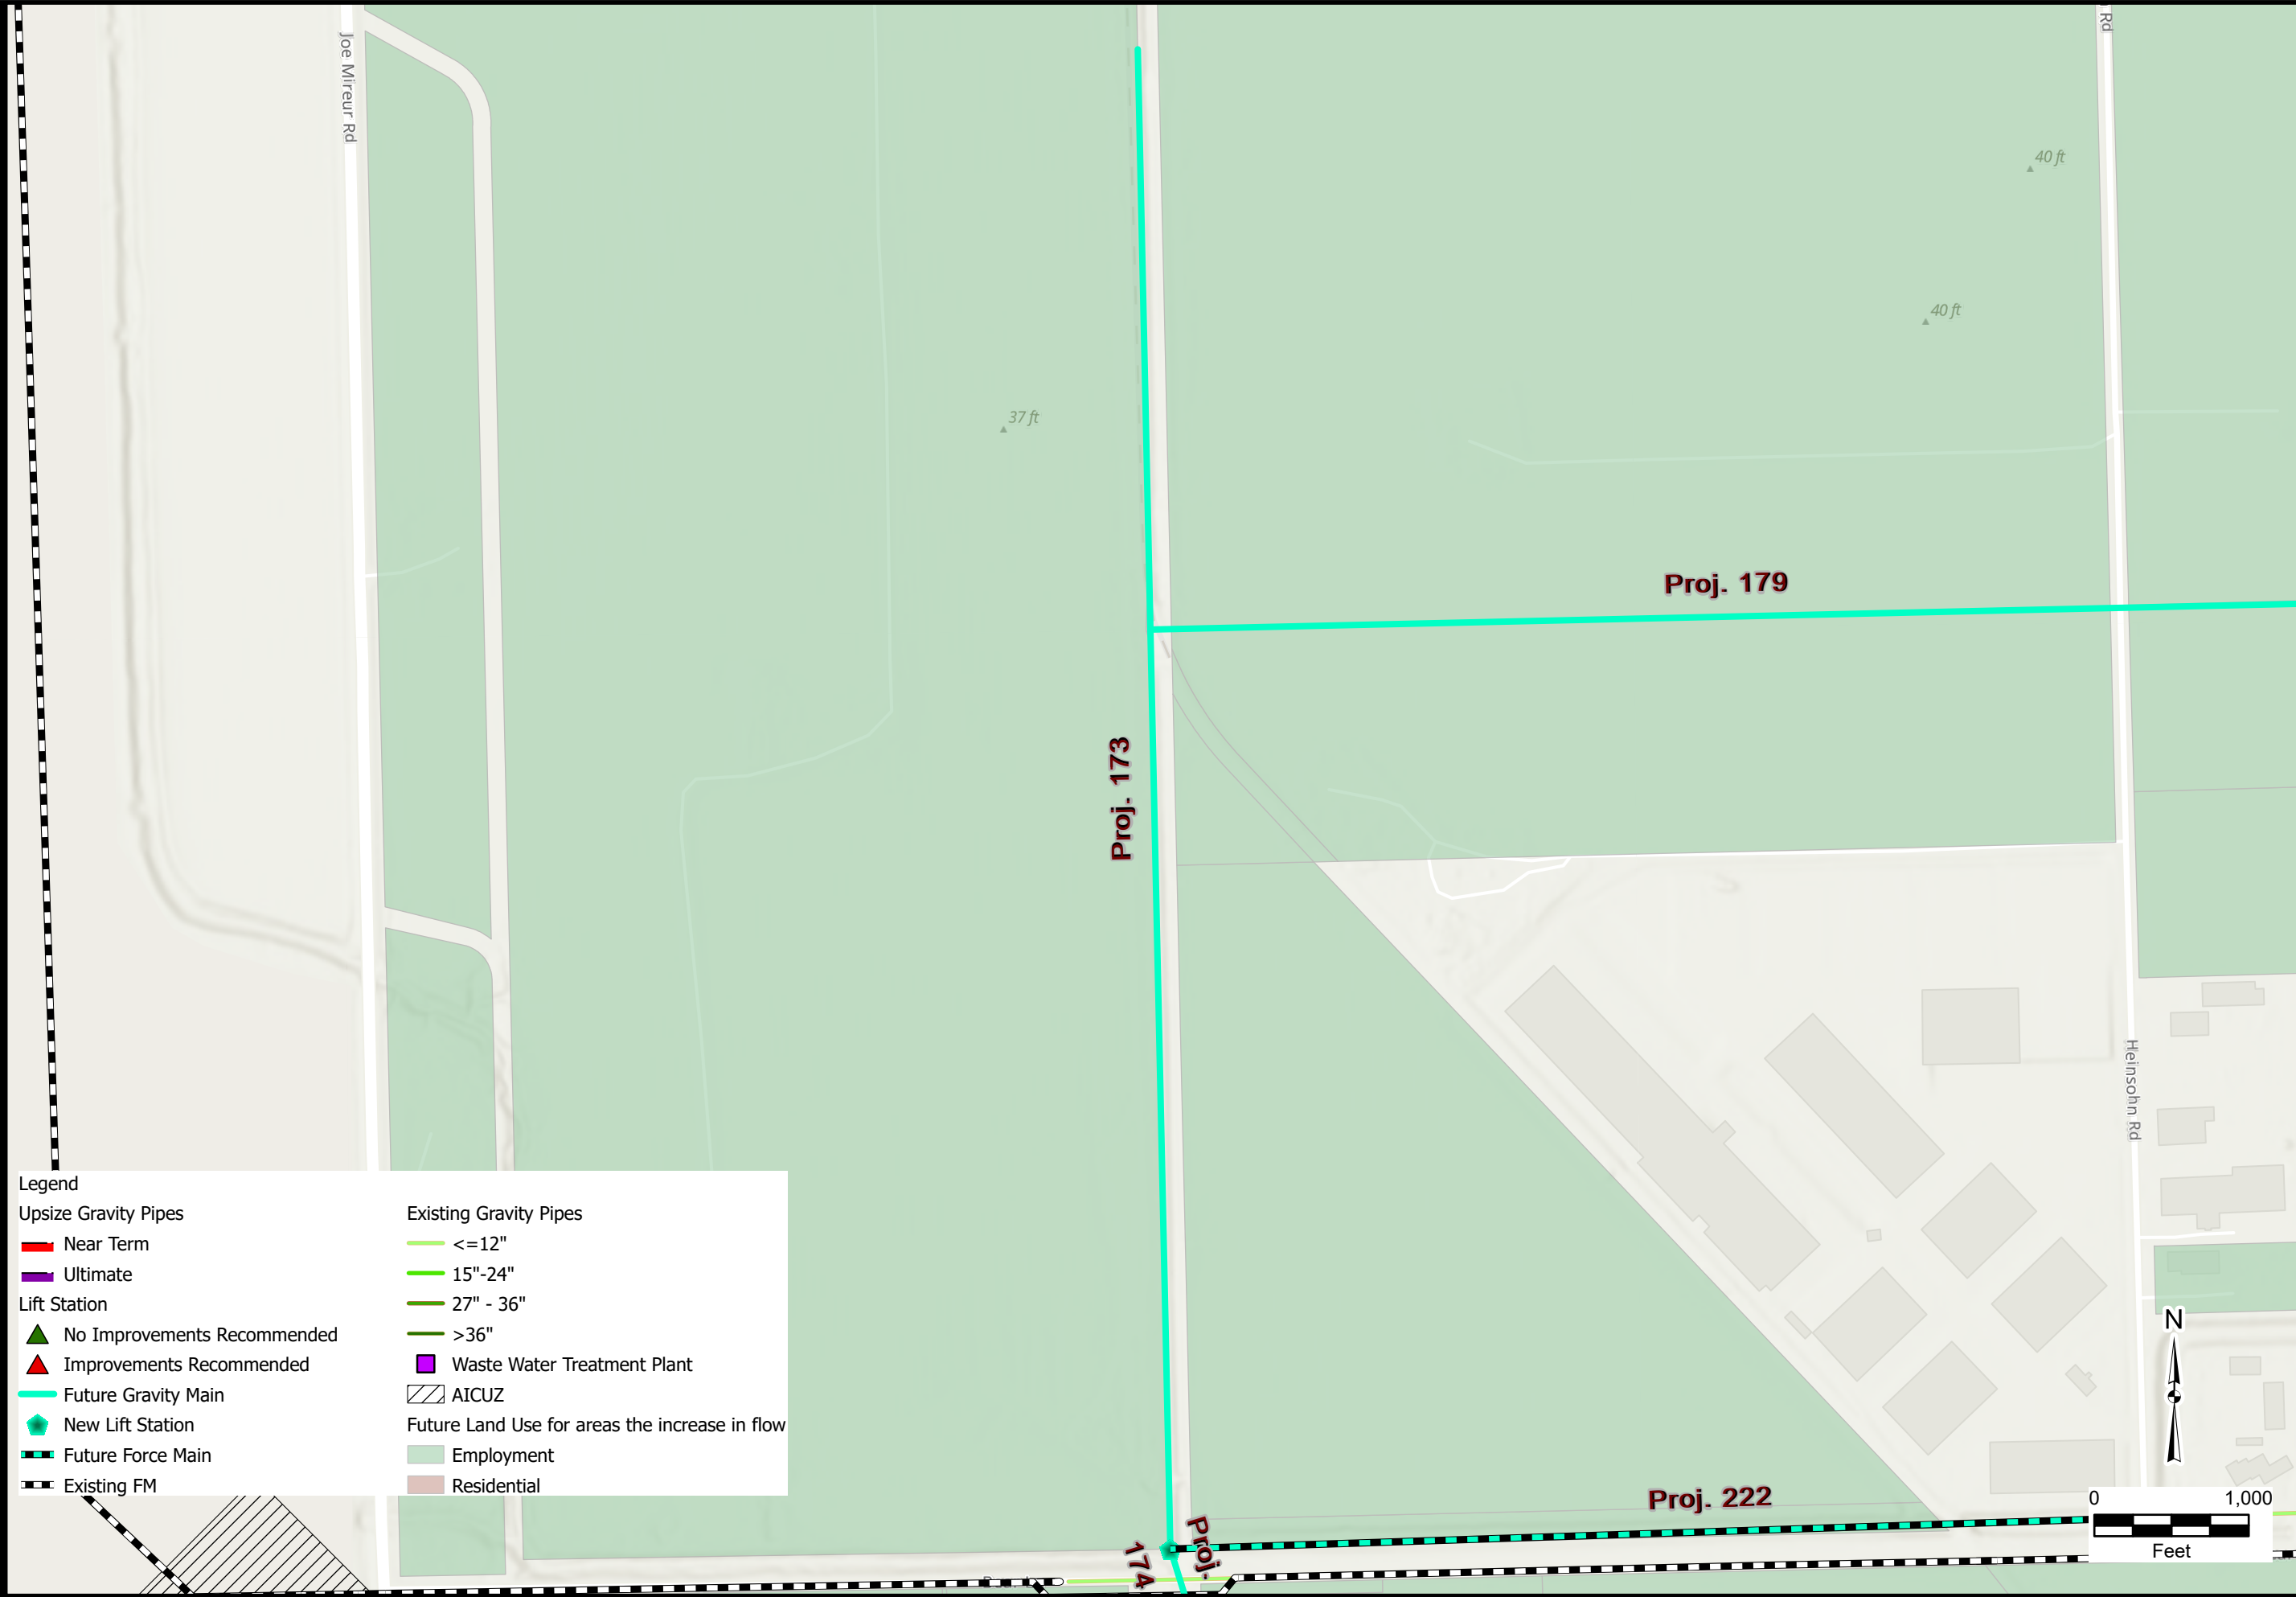 Joe Mireur Rd
Rd
40 ft
40 ft
37 ft
Proj. 179
Proj. 173
Heinsohn Rd
Legend
Upsize Gravity Pipes
Near Term
Ultimate
Lift Station
No Improvements Recommended
Improvements Recommended
Future Gravity Main
New Lift Station
Future Force Main
Existing FM
Existing Gravity Pipes
<=12"
15"-24"
27" - 36"
>36"
Waste Water Treatment Plant
AICUZ
Future Land Use for areas the increase in flow
Employment
Residential
N
Proj. 222
0 1,000
Feet
Proj.
174